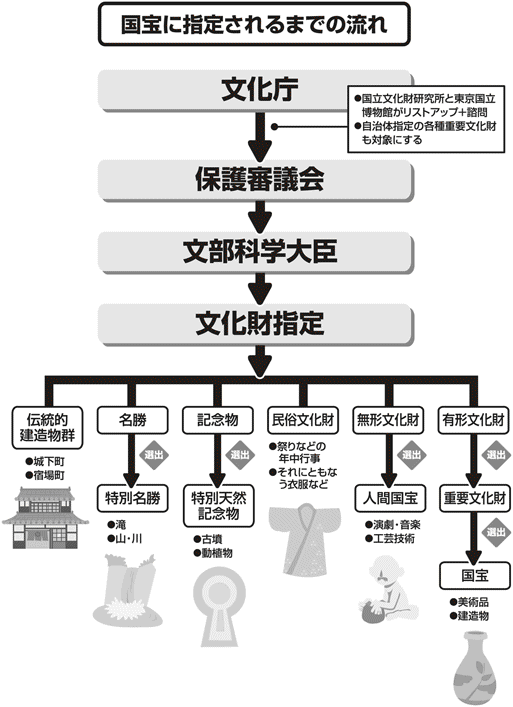 国宝に指定されるまでの流れ
文化庁
●国立文化財研究所と東京国立
博物館がリストアップ+諮問
●自治体指定の各種重要文化財
も対象にする
保護審議会
文部科学大臣
文化財指定
伝統的
建造物群
●城下町
●宿場町
名勝
選出
特別名勝
●滝
●山・川
記念物
選出
特別天然
記念物
●古墳
●動植物
民俗文化財
●祭りなどの
年中行事
●それにともな
う衣服など
無形文化財
選出
人間国宝
●演劇・音楽
●工芸技術
有形文化財
選出
重要文化財
選出
国宝
●美術品
●建造物